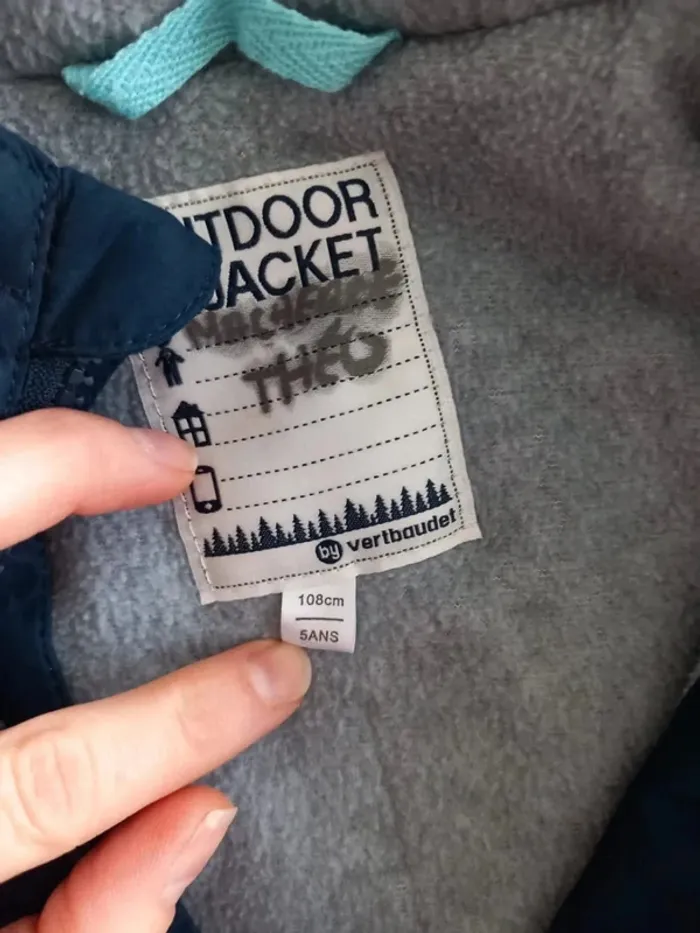 UTDOOR
JACKET
THÉO
by vertbaudet
108cm
5ANS